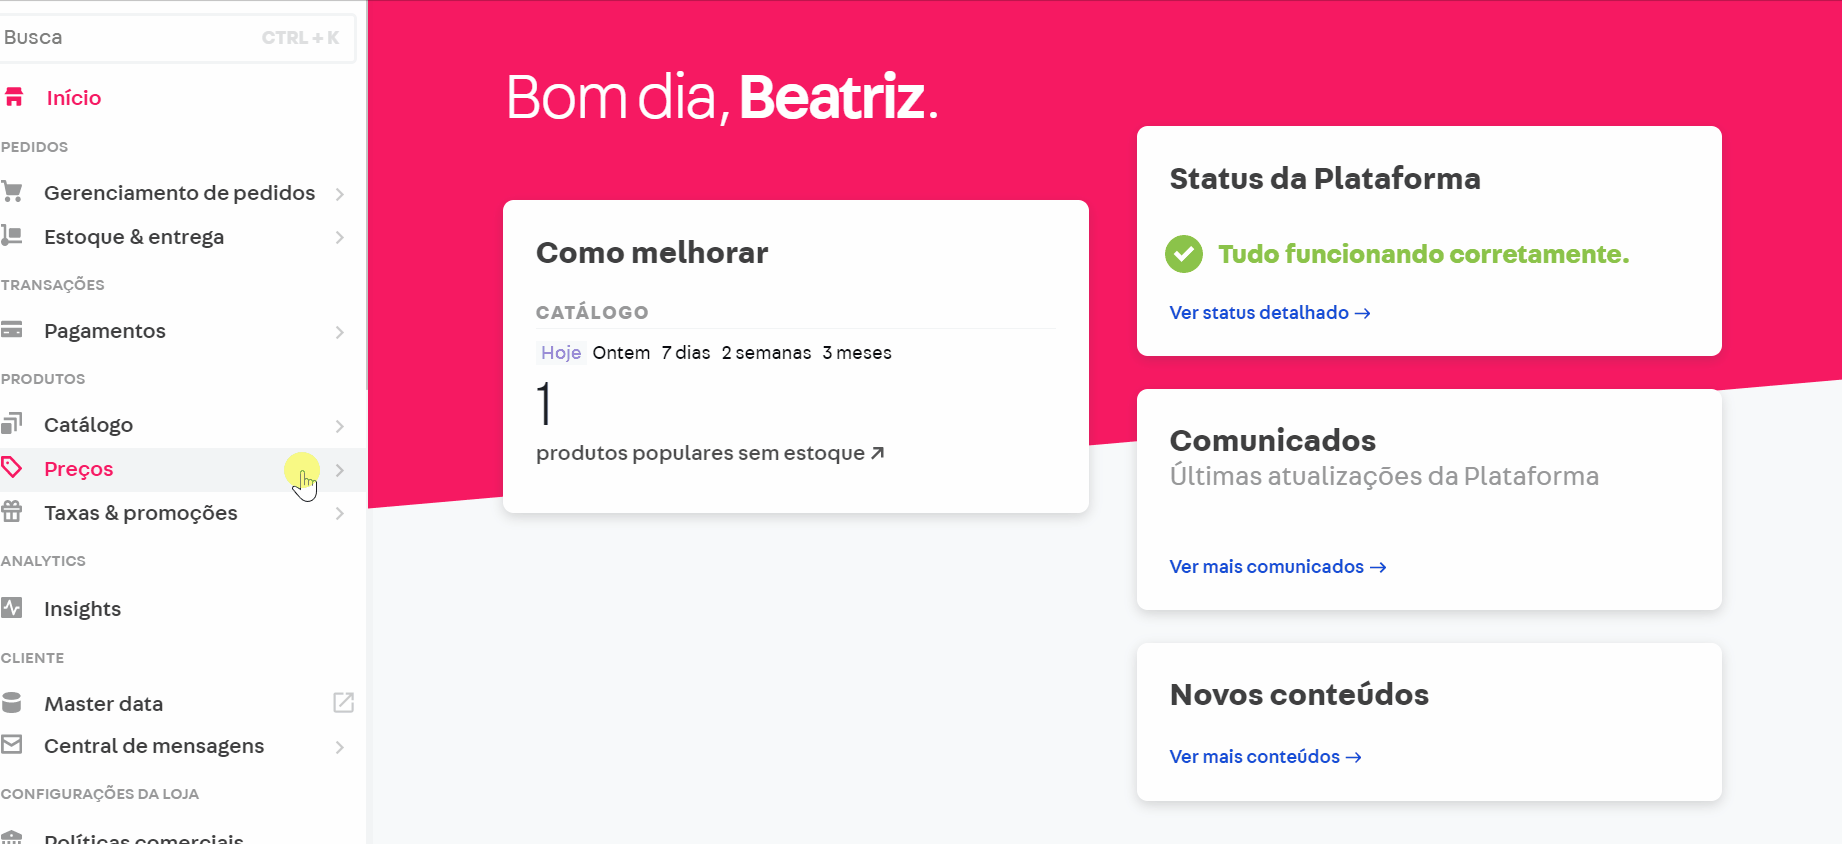 Busca CTRL + K
Início
PEDIDOS
Gerenciamento de pedidos
Estoque & entrega
TRANSAÇÕES
Pagamentos
PRODUTOS
Catálogo
Preços
Taxas & promoções
ANALYTICS
Insights
CLIENTE
Master data
Central de mensagens
CONFIGURAÇÕES DA LOJA
Políticas comerciais
Bom dia, Beatriz.
Como melhorar
CATÁLOGO
Hoje Ontem 7 dias 2 semanas 3 meses
1
produtos populares sem estoque
Status da Plataforma
Tudo funcionando corretamente.
Ver status detalhado →
Comunicados
Últimas atualizações da Plataforma
Ver mais comunicados →
Novos conteúdos
Ver mais conteúdos →